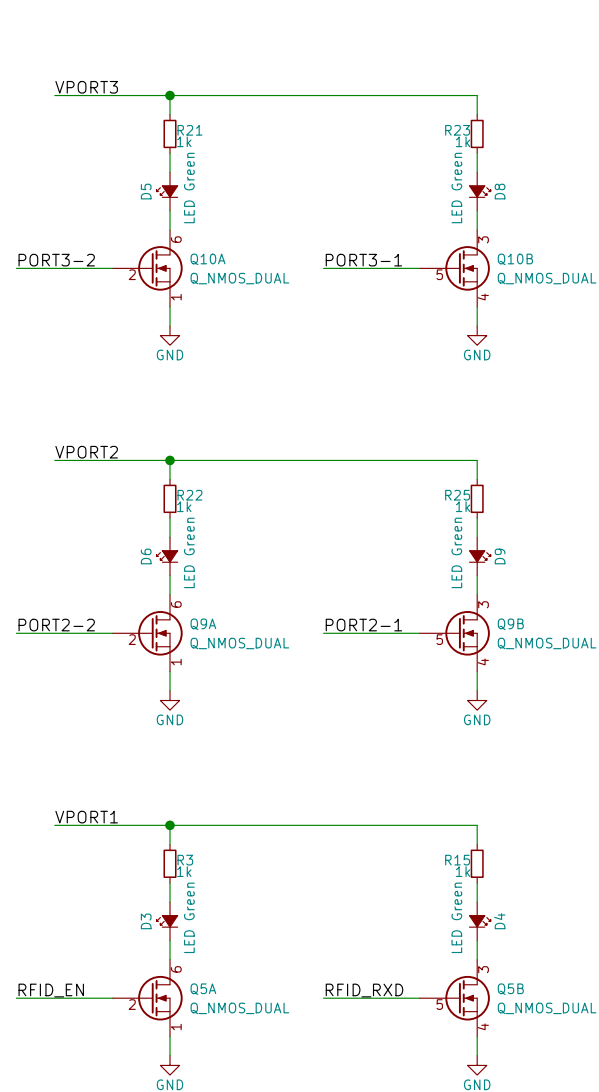 VPORT3
R21
1k
R23
1k
D5
LED Green
LED Green
D8
6
3
PORT3-2
2
Q10A
Q_NMOS_DUAL
PORT3-1
5
Q10B
Q_NMOS_DUAL
1
4
GND
GND
VPORT2
R22
1k
R25
1k
D6
LED Green
LED Green
D9
6
3
PORT2-2
2
Q9A
Q_NMOS_DUAL
PORT2-1
5
Q9B
Q_NMOS_DUAL
1
4
GND
GND
VPORT1
R3
1k
R15
1k
D3
LED Green
LED Green
D4
6
3
RFID_EN
2
Q5A
Q_NMOS_DUAL
RFID_RXD
5
Q5B
Q_NMOS_DUAL
1
4
GND
GND